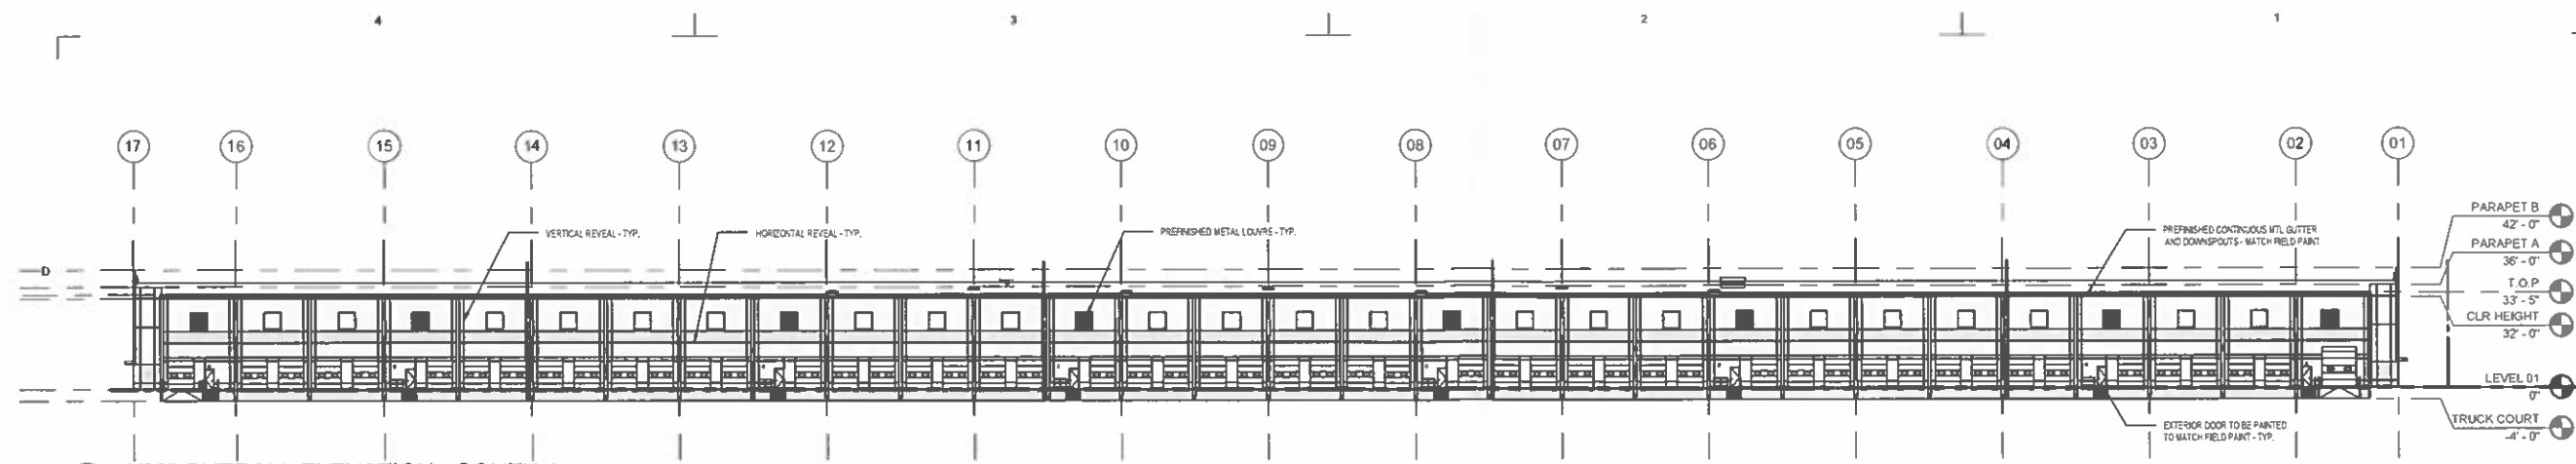 4 3 2 1
17 16 15 14 13 12 11 10 09 08 07 06 05 04 03 02 01
PARAPET B
42' - 0"
VERTICAL REVEAL - TYP.
HORIZONTAL REVEAL - TYP.
PREFINISHED METAL LOUVRE - TYP.
PREFINISHED CONTINUOUS MTL GUTTER
AND DOWNSPOUTS - MATCH FIELD PAINT
PARAPET A
36' - 0"
D
T.O.P
33' - 5"
CLR HEIGHT
32' - 0"
LEVEL 01
0"
TRUCK COURT
-4' - 0"
EXTERIOR DOOR TO BE PAINTED
TO MATCH FIELD PAINT - TYP.